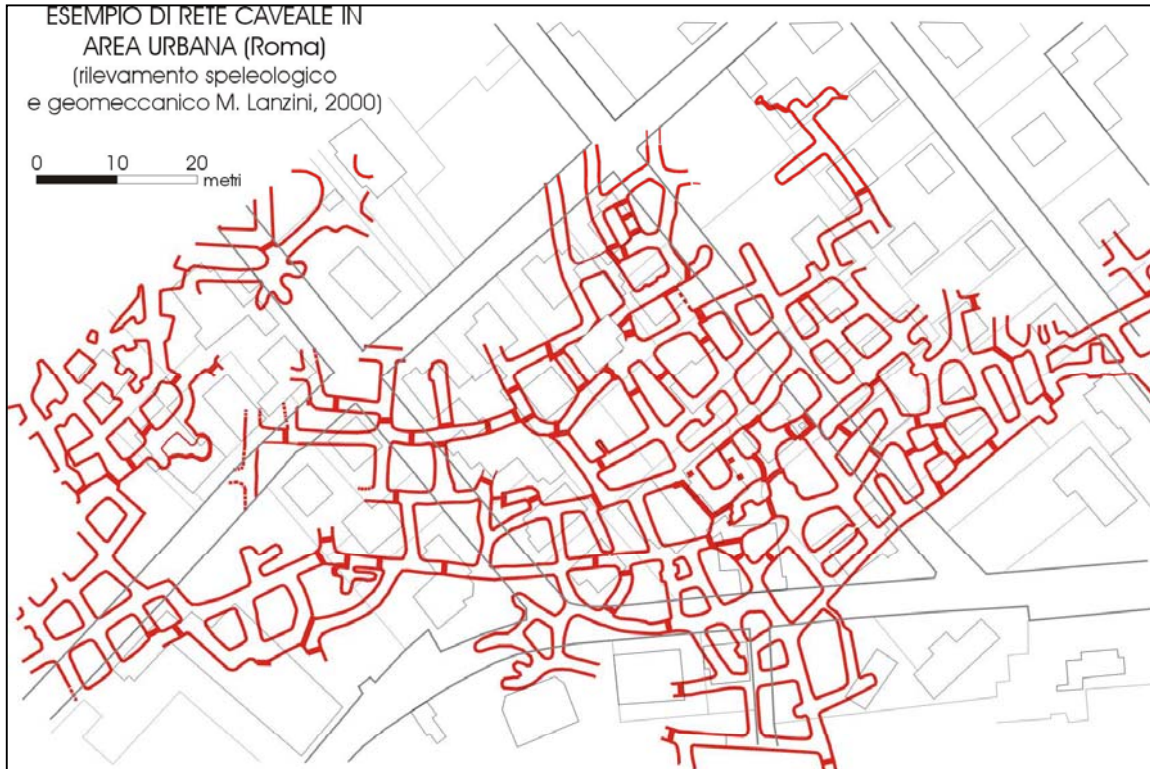 ESEMPIO DI RETE CAVEALE IN
AREA URBANA (Roma)
(rilevamento speleologico
e geomeccanico M. Lanzini, 2000)
0 10 20
metri